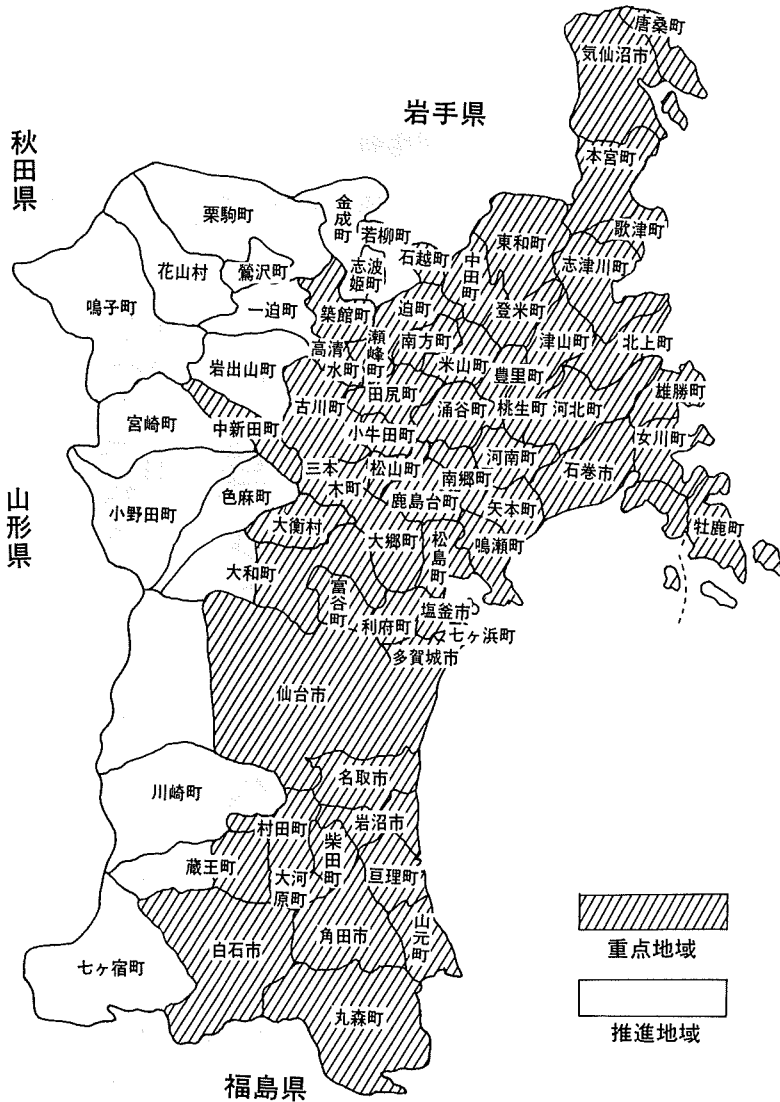 唐桑町
気仙沼市
岩手県
秋田県
本宮町
栗駒町
金成町
若柳町
東和町
歌津町
石越町
中田町
志津川町
花山村
鶯沢町
志波姫町
鳴子町
一迫町
築館町
迫町
登米町
瀬峰町
南方町
津山町
北上町
高清水町
米山町
岩出山町
豊里町
雄勝町
田尻町
古川町
涌谷町
桃生町
河北町
宮崎町
中新田町
小牛田町
女川町
河南町
三本木町
松山町
南郷町
石巻市
色麻町
小野田町
山形県
鹿島台町
矢本町
大衡村
牡鹿町
大郷町
松島町
鳴瀬町
大和町
富谷町
塩釜市
利府町
七ヶ浜町
多賀城市
仙台市
名取市
川崎町
村田町
岩沼市
柴田町
蔵王町
大河原町
亘理町
山元町
白石市
角田市
七ヶ宿町
丸森町
福島県
重点地域
推進地域